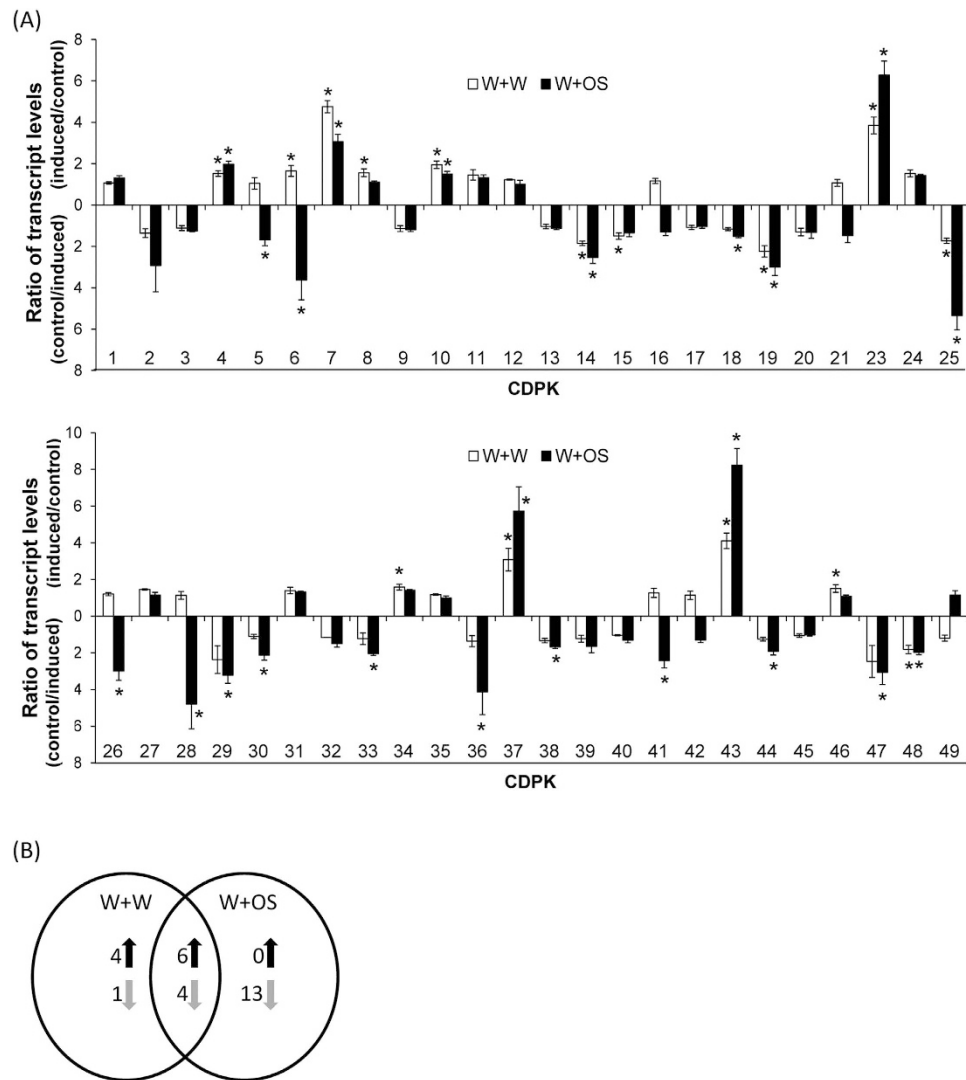 (A)
Ratio of transcript levels
(control/induced) (induced/control)
8
6
4
2
0
2
4
6
8
W+W W+OS
* * * * * * * * * * *
* * * * * * * * * *
1 2 3 4 5 6 7 8 9 10 11 12 13 14 15 16 17 18 19 20 21 23 24 25
CDPK
Ratio of transcript levels
(control/induced) (induced/control)
10
8
6
4
2
0
2
4
6
8
W+W W+OS
* * * * * *
* * * * * * * * * * * *
26 27 28 29 30 31 32 33 34 35 36 37 38 39 40 41 42 43 44 45 46 47 48 49
CDPK
(B)
W+W W+OS
4 6 0
1 4 13